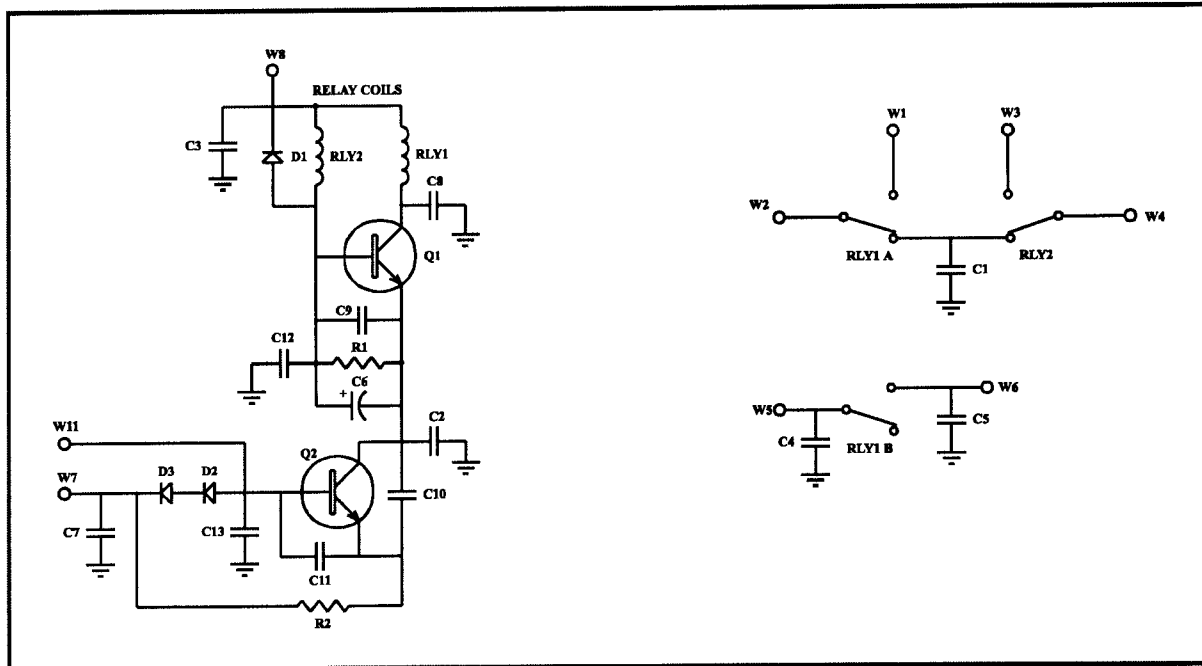 W8
RELAY COILS
C3
D1
RLY2
RLY1
C8
Q1
C9
C12
R1
+
C6
C2
W11
Q2
W7
D3
D2
C10
C7
C13
C11
R2
W1
W3
W2
W4
RLY1 A
C1
RLY2
W5
W6
C4
C5
RLY1 B